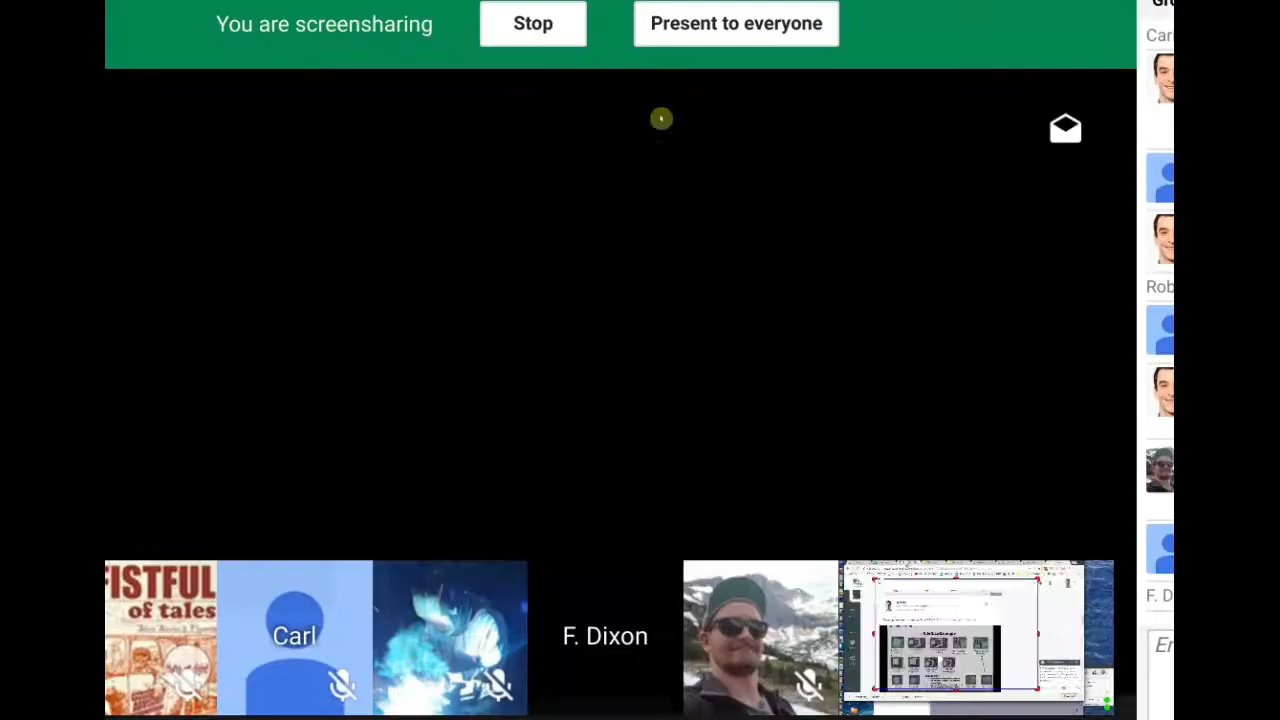 You are screensharing
Stop
Present to everyone
Car
Rob
F. D
FISTFUL
of tales
Carl
F. Dixon